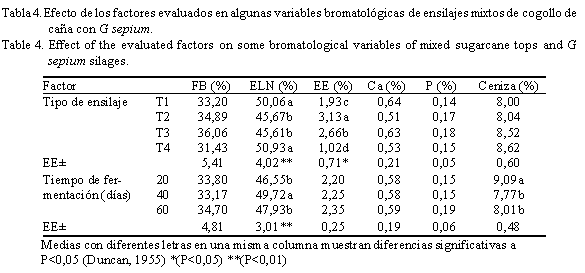 Tabla 4. Efecto de los factores evaluados en algunas variables bromatológicas de ensilajes mixtos de cogollo de
caña con G sepium.
Table 4. Effect of the evaluated factors on some bromatological variables of mixed sugarcane tops and G
sepium silages.
Factor FB (%) ELN (%) EE (%) Ca (%) P (%) Ceniza (%)
Tipo de ensilaje T1 33,20 50,06a 1,93c 0,64 0,14 8,00
T2 34,89 45,67b 3,13a 0,51 0,17 8,04
T3 36,06 45,61b 2,66b 0,63 0,18 8,52
T4 31,43 50,93a 1,02d 0,53 0,15 8,62
EE± 5,41 4,02** 0,71* 0,21 0,05 0,60
Tiempo de fer- 20 33,80 46,55b 2,20 0,58 0,15 9,09a
mentación (días) 40 33,17 49,72a 2,25 0,58 0,15 7,77b
60 34,70 47,93b 2,35 0,59 0,19 8,01b
EE± 4,81 3,01** 0,25 0,19 0,06 0,48
Medias con diferentes letras en una misma columna muestran diferencias significativas a
P<0,05 (Duncan, 1955) *(P<0,05) **(P<0,01)